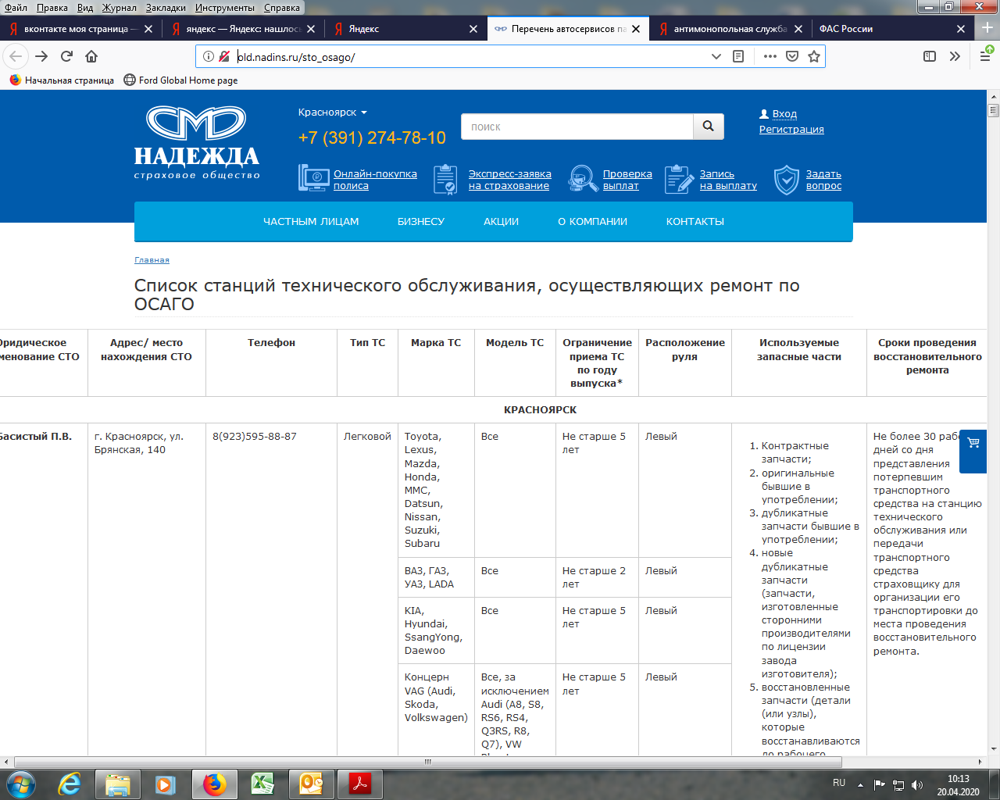 Файл Правка Вид Журнал Закладки Инструменты Справка
вконтакте моя страница —
яндекс — Яндекс: нашлось
Яндекс
Перечень автосервисов па
антимонопольная служба
ФАС России
old.nadins.ru/sto_osago/
Начальная страница
Ford Global Home page
НАДЕЖДА
страховое общество
Красноярск
+7 (391) 274-78-10
поиск
Вход
Регистрация
Онлайн-покупка
полиса
Экспресс-заявка
на страхование
Проверка
выплат
Запись
на выплату
Задать
вопрос
ЧАСТНЫМ ЛИЦАМ БИЗНЕСУ АКЦИИ О КОМПАНИИ КОНТАКТЫ
Главная
Список станций технического обслуживания, осуществляющих ремонт по
ОСАГО
Юридическое
менование СТО
Адрес/ место
нахождения СТО
Телефон
Тип ТС
Марка ТС
Модель ТС
Ограничение
приема ТС
по году
выпуска*
Расположение
руля
Используемые
запасные части
Сроки проведения
восстановительного
ремонта
КРАСНОЯРСК
Басистый П.В.
г. Красноярск, ул.
Брянская, 140
8(923)595-88-87
Легковой
Toyota,
Lexus,
Mazda,
Honda,
MMC,
Datsun,
Nissan,
Suzuki,
Subaru
Все
Не старше 5
лет
Левый
ВАЗ, ГАЗ,
УАЗ, LADA
Все
Не старше 2
лет
Левый
KIA,
Hyundai,
SsangYong,
Daewoo
Все
Не старше 5
лет
Левый
Концерн
VAG (Audi,
Skoda,
Volkswagen)
Все, за
исключением
Audi (A8, S8,
RS6, RS4,
Q3RS, R8,
Q7), VW
Не старше 5
лет
Левый
1. Контрактные
запчасти;
2. оригинальные
бывшие в
употреблении;
3. дубликатные
запчасти бывшие в
употреблении;
4. новые
дубликатные
запчасти
(запчасти,
изготовленные
сторонними
производителями
по лицензии
завода
изготовителя);
5. восстановленные
запчасти (детали
(или узлы),
которые
восстанавливаются
до рабочего
Не более 30 рабо
дней со дня
представления
потерпевшим
транспортного
средства на станцию
технического
обслуживания или
передачи
транспортного
средства
страховщику для
организации его
транспортировки до
места проведения
восстановительного
ремонта.
RU
10:13
20.04.2020